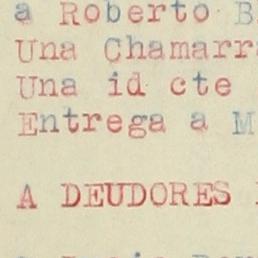 a Roberto B
Una Chamarr
Una id cte
Entrega a M
A DEUDORES